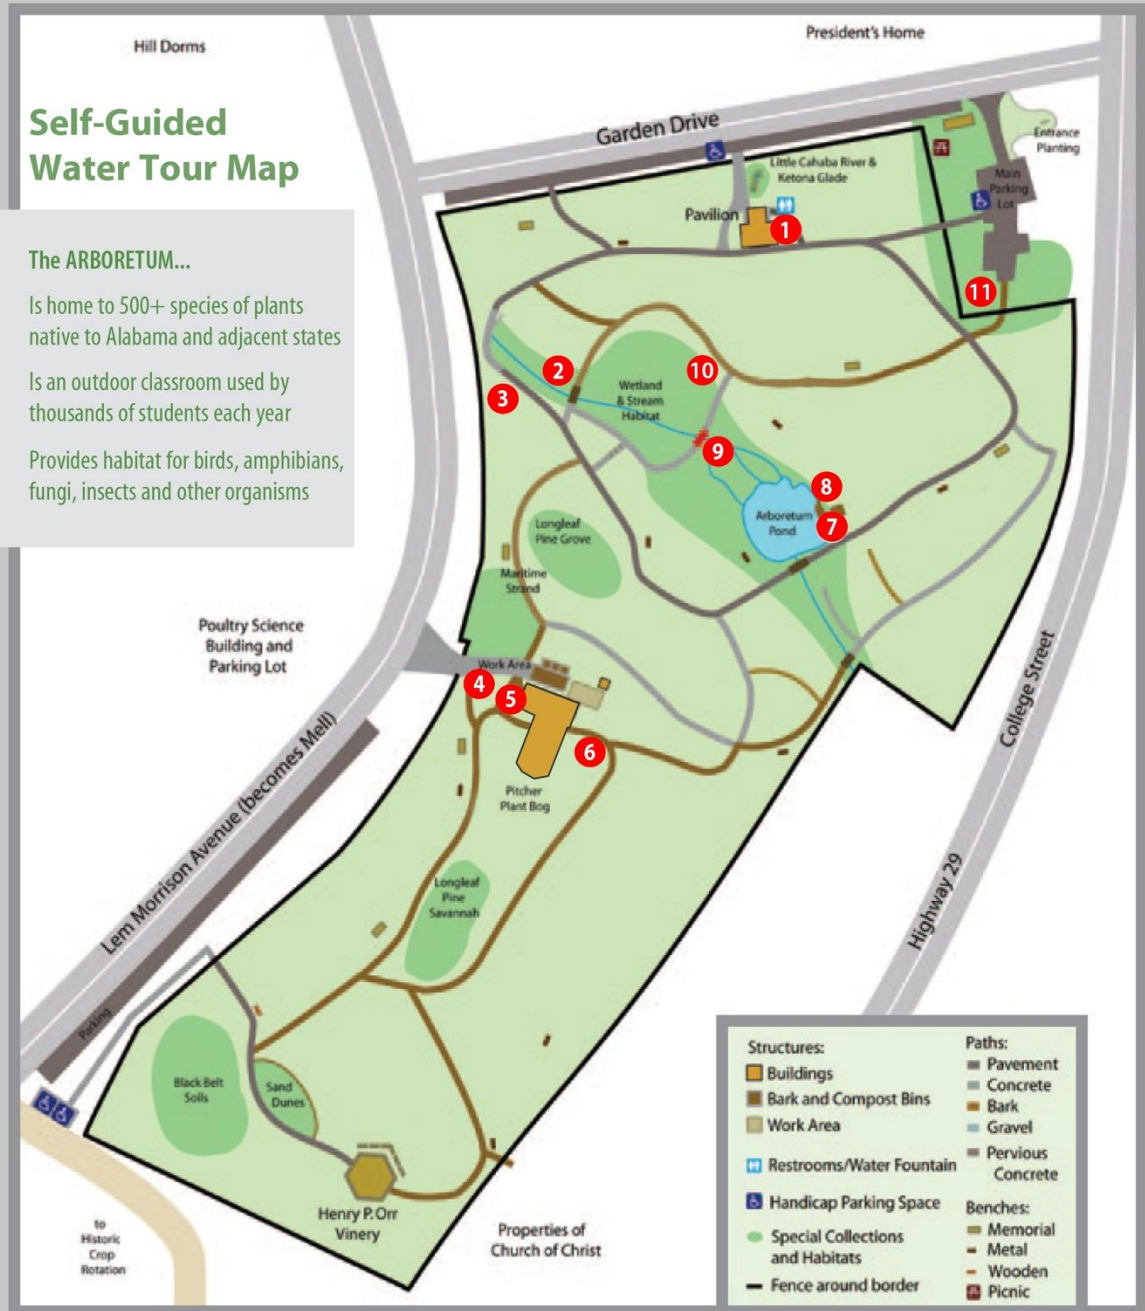 Hill Dorms
President's Home
Self-Guided
Water Tour Map
Garden Drive
Entrance
Planting
Little Cahaba River &
Ketona Glade
Main
Parking
Lot
Pavilion
1
The ARBORETUM...
Is home to 500+ species of plants
native to Alabama and adjacent states
Is an outdoor classroom used by
thousands of students each year
Provides habitat for birds, amphibians,
fungi, insects and other organisms
11
2
10
3
Wetland
& Stream
Habitat
9
8
7
Arboretum
Pond
Longleaf
Pine Grove
Maritime
Strand
Poultry Science
Building and
Parking Lot
Work Area
4
5
6
College Street
Pitcher
Plant Bog
Lem Morrison Avenue (becomes Mell)
Longleaf
Pine
Savannah
Highway 29
Parking
Black Belt
Soils
Sand
Dunes
Henry P. Orr
Vinery
to
Historic
Crop
Rotation
Properties of
Church of Christ
Structures:
Buildings
Bark and Compost Bins
Work Area
Restrooms/Water Fountain
Handicap Parking Space
Special Collections
and Habitats
Fence around border
Paths:
Pavement
Concrete
Bark
Gravel
Pervious
Concrete
Benches:
Memorial
Metal
Wooden
Picnic